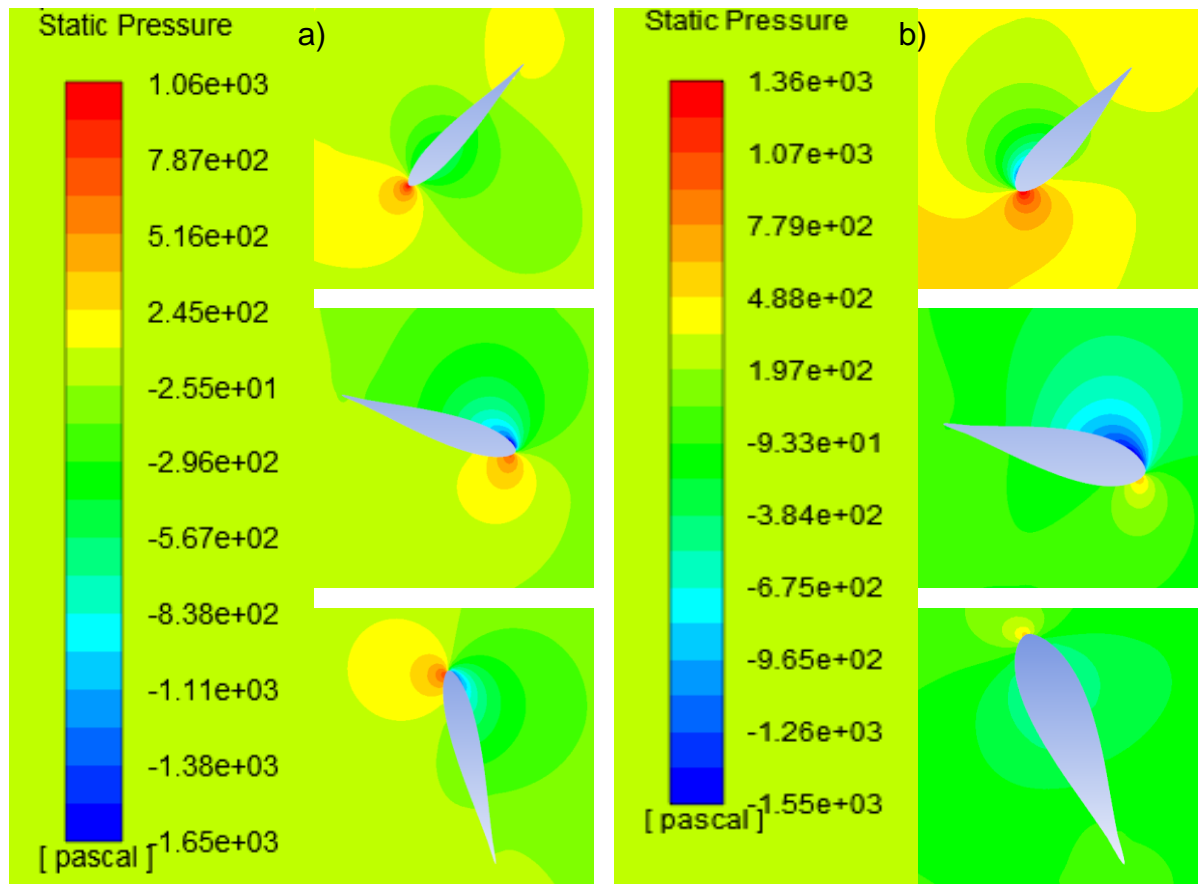 Static Pressure
a)
1.06e+03
7.87e+02
5.16e+02
2.45e+02
-2.55e+01
-2.96e+02
-5.67e+02
-8.38e+02
-1.11e+03
-1.38e+03
-1.65e+03
[ pascal ]
Static Pressure
b)
1.36e+03
1.07e+03
7.79e+02
4.88e+02
1.97e+02
-9.33e+01
-3.84e+02
-6.75e+02
-9.65e+02
-1.26e+03
-1.55e+03
[ pascal ]